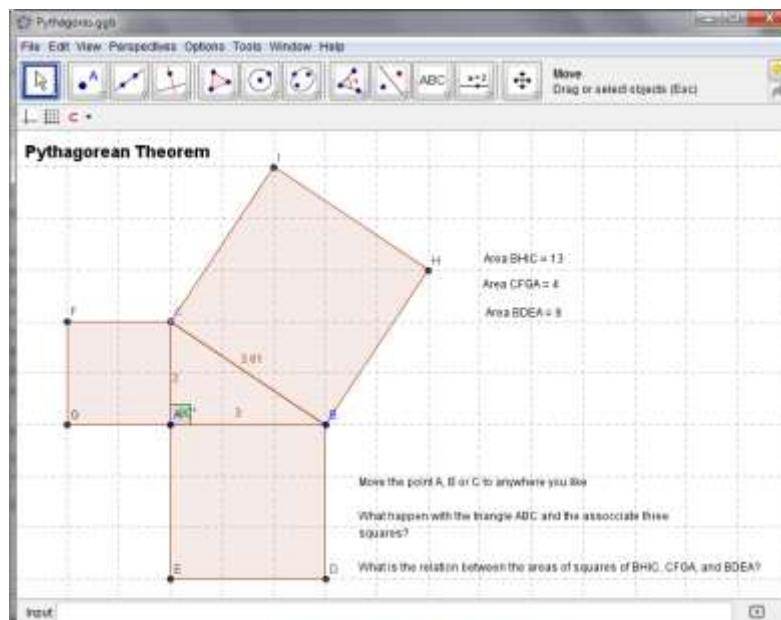 Pythagoras.ggb
File Edit View Perspectives Options Tools Window Help
A
ABC
a=2
Move
Drag or select objects (Esc)
Pythagorean Theorem
I
H
Area BHIC = 13
Area CFGA = 4
Area BDEA = 9
F
C
3.61
2
G
A
3
B
Move the point A, B or C to anywhere you like
What happen with the triangle ABC and the assocciate three
squares?
E
D
What is the relation between the areas of squares of BHIC, CFGA, and BDEA?
Input